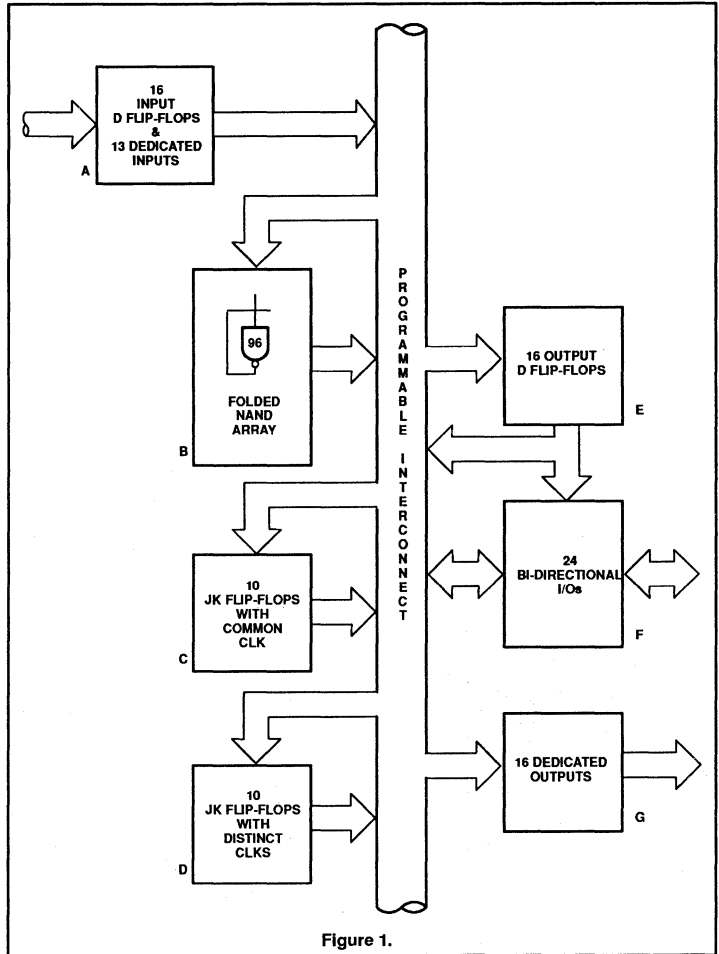 16
INPUT
D FLIP-FLOPS
&
13 DEDICATED
INPUTS
A
96
FOLDED
NAND
ARRAY
B
10
JK FLIP-FLOPS
WITH
COMMON
CLK
C
10
JK FLIP-FLOPS
WITH
DISTINCT
CLKS
D
PROGRAMMABLE INTERCONNECT
16 OUTPUT
D FLIP-FLOPS
E
24
BI-DIRECTIONAL
I/Os
F
16 DEDICATED
OUTPUTS
G
Figure 1.